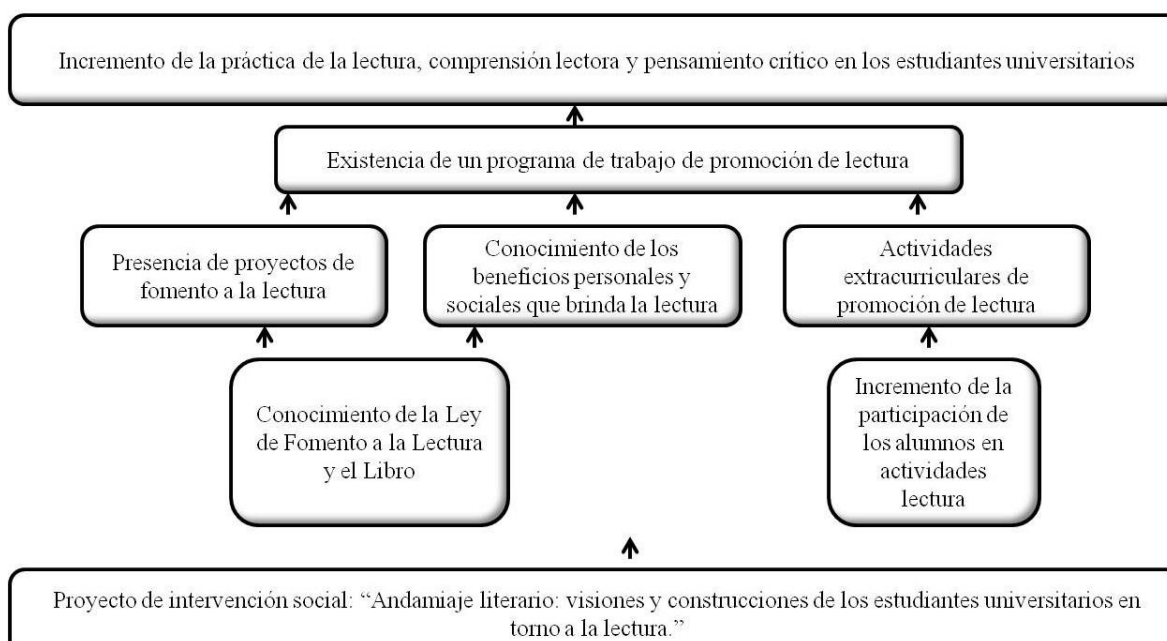 Incremento de la práctica de la lectura, comprensión lectora y pensamiento crítico en los estudiantes universitarios
Existencia de un programa de trabajo de promoción de lectura
Presencia de proyectos de
fomento a la lectura
Conocimiento de los
beneficios personales y
sociales que brinda la lectura
Actividades
extracurriculares de
promoción de lectura
Conocimiento de la Ley
de Fomento a la Lectura
y el Libro
Incremento de la
participación de
los alumnos en
actividades
lectura
Proyecto de intervención social: “Andamiaje literario: visiones y construcciones de los estudiantes universitarios en
torno a la lectura.”